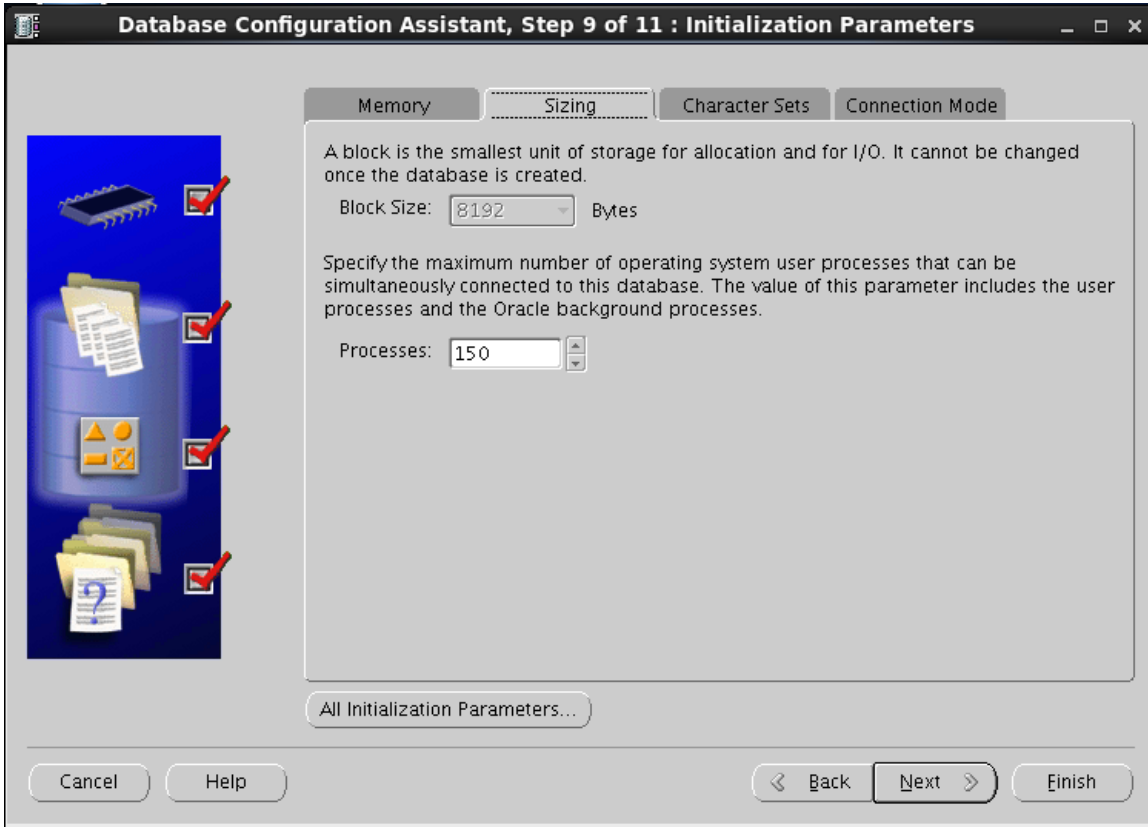 Database Configuration Assistant, Step 9 of 11 : Initialization Parameters
Memory Sizing Character Sets Connection Mode
A block is the smallest unit of storage for allocation and for I/O. It cannot be changed
once the database is created.
Block Size: 8192 Bytes
Specify the maximum number of operating system user processes that can be
simultaneously connected to this database. The value of this parameter includes the user
processes and the Oracle background processes.
Processes: 150
?
All Initialization Parameters...
Cancel Help Back Next Finish